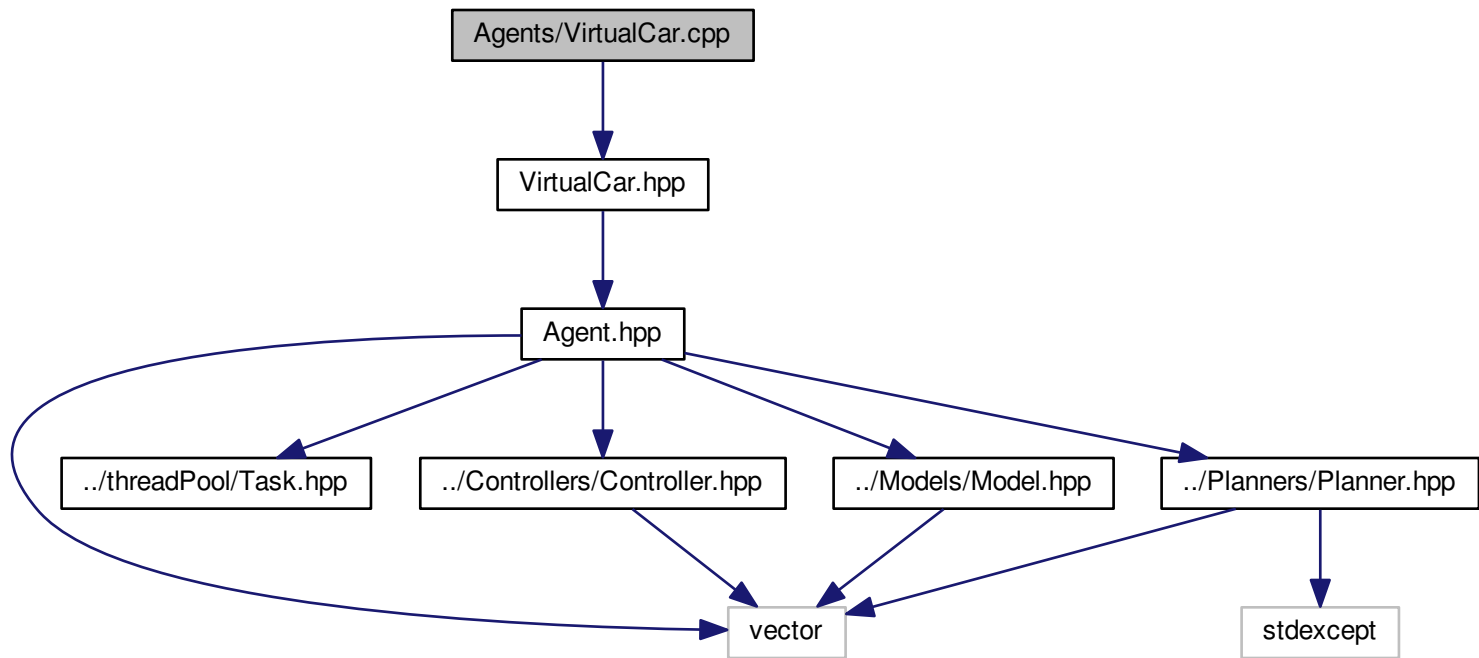 Agents/VirtualCar.cpp
VirtualCar.hpp
Agent.hpp
../threadPool/Task.hpp
../Controllers/Controller.hpp
../Models/Model.hpp
../Planners/Planner.hpp
vector
stdexcept